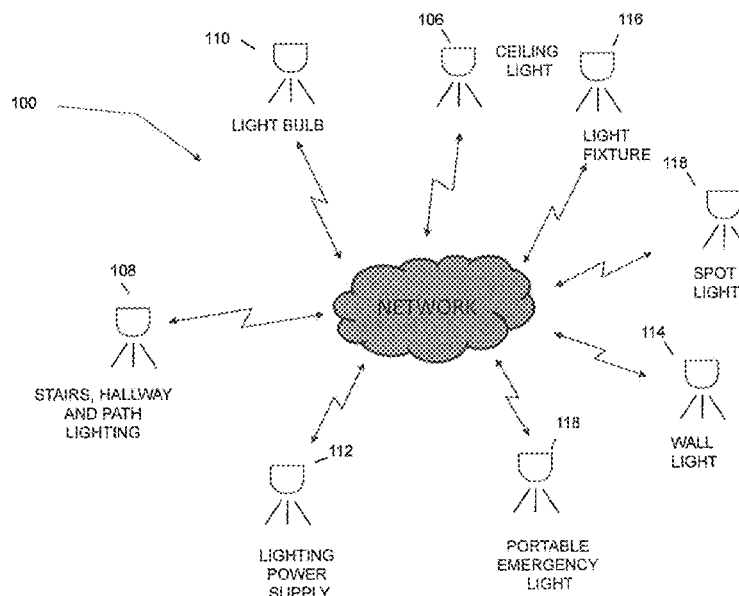 110
106
116
CEILING
LIGHT
100
LIGHT BULB
LIGHT
FIXTURE
118
SPOT
LIGHT
108
NETWORK
STAIRS, HALLWAY
AND PATH
LIGHTING
114
WALL
LIGHT
112
118
LIGHTING
POWER
SUPPLY
PORTABLE
EMERGENCY
LIGHT